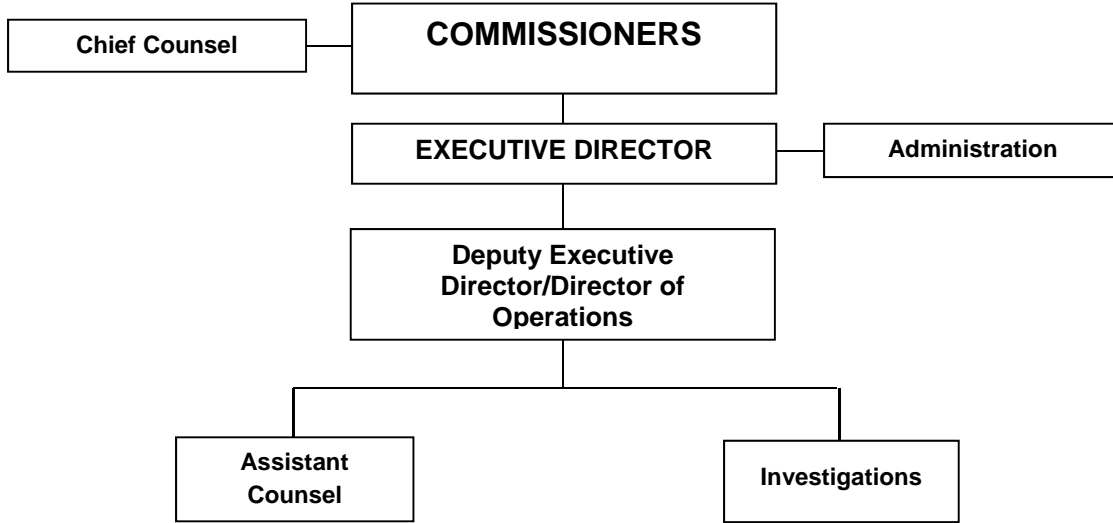 Chief Counsel
COMMISSIONERS
EXECUTIVE DIRECTOR
Administration
Deputy Executive
Director/Director of
Operations
Assistant
Counsel
Investigations